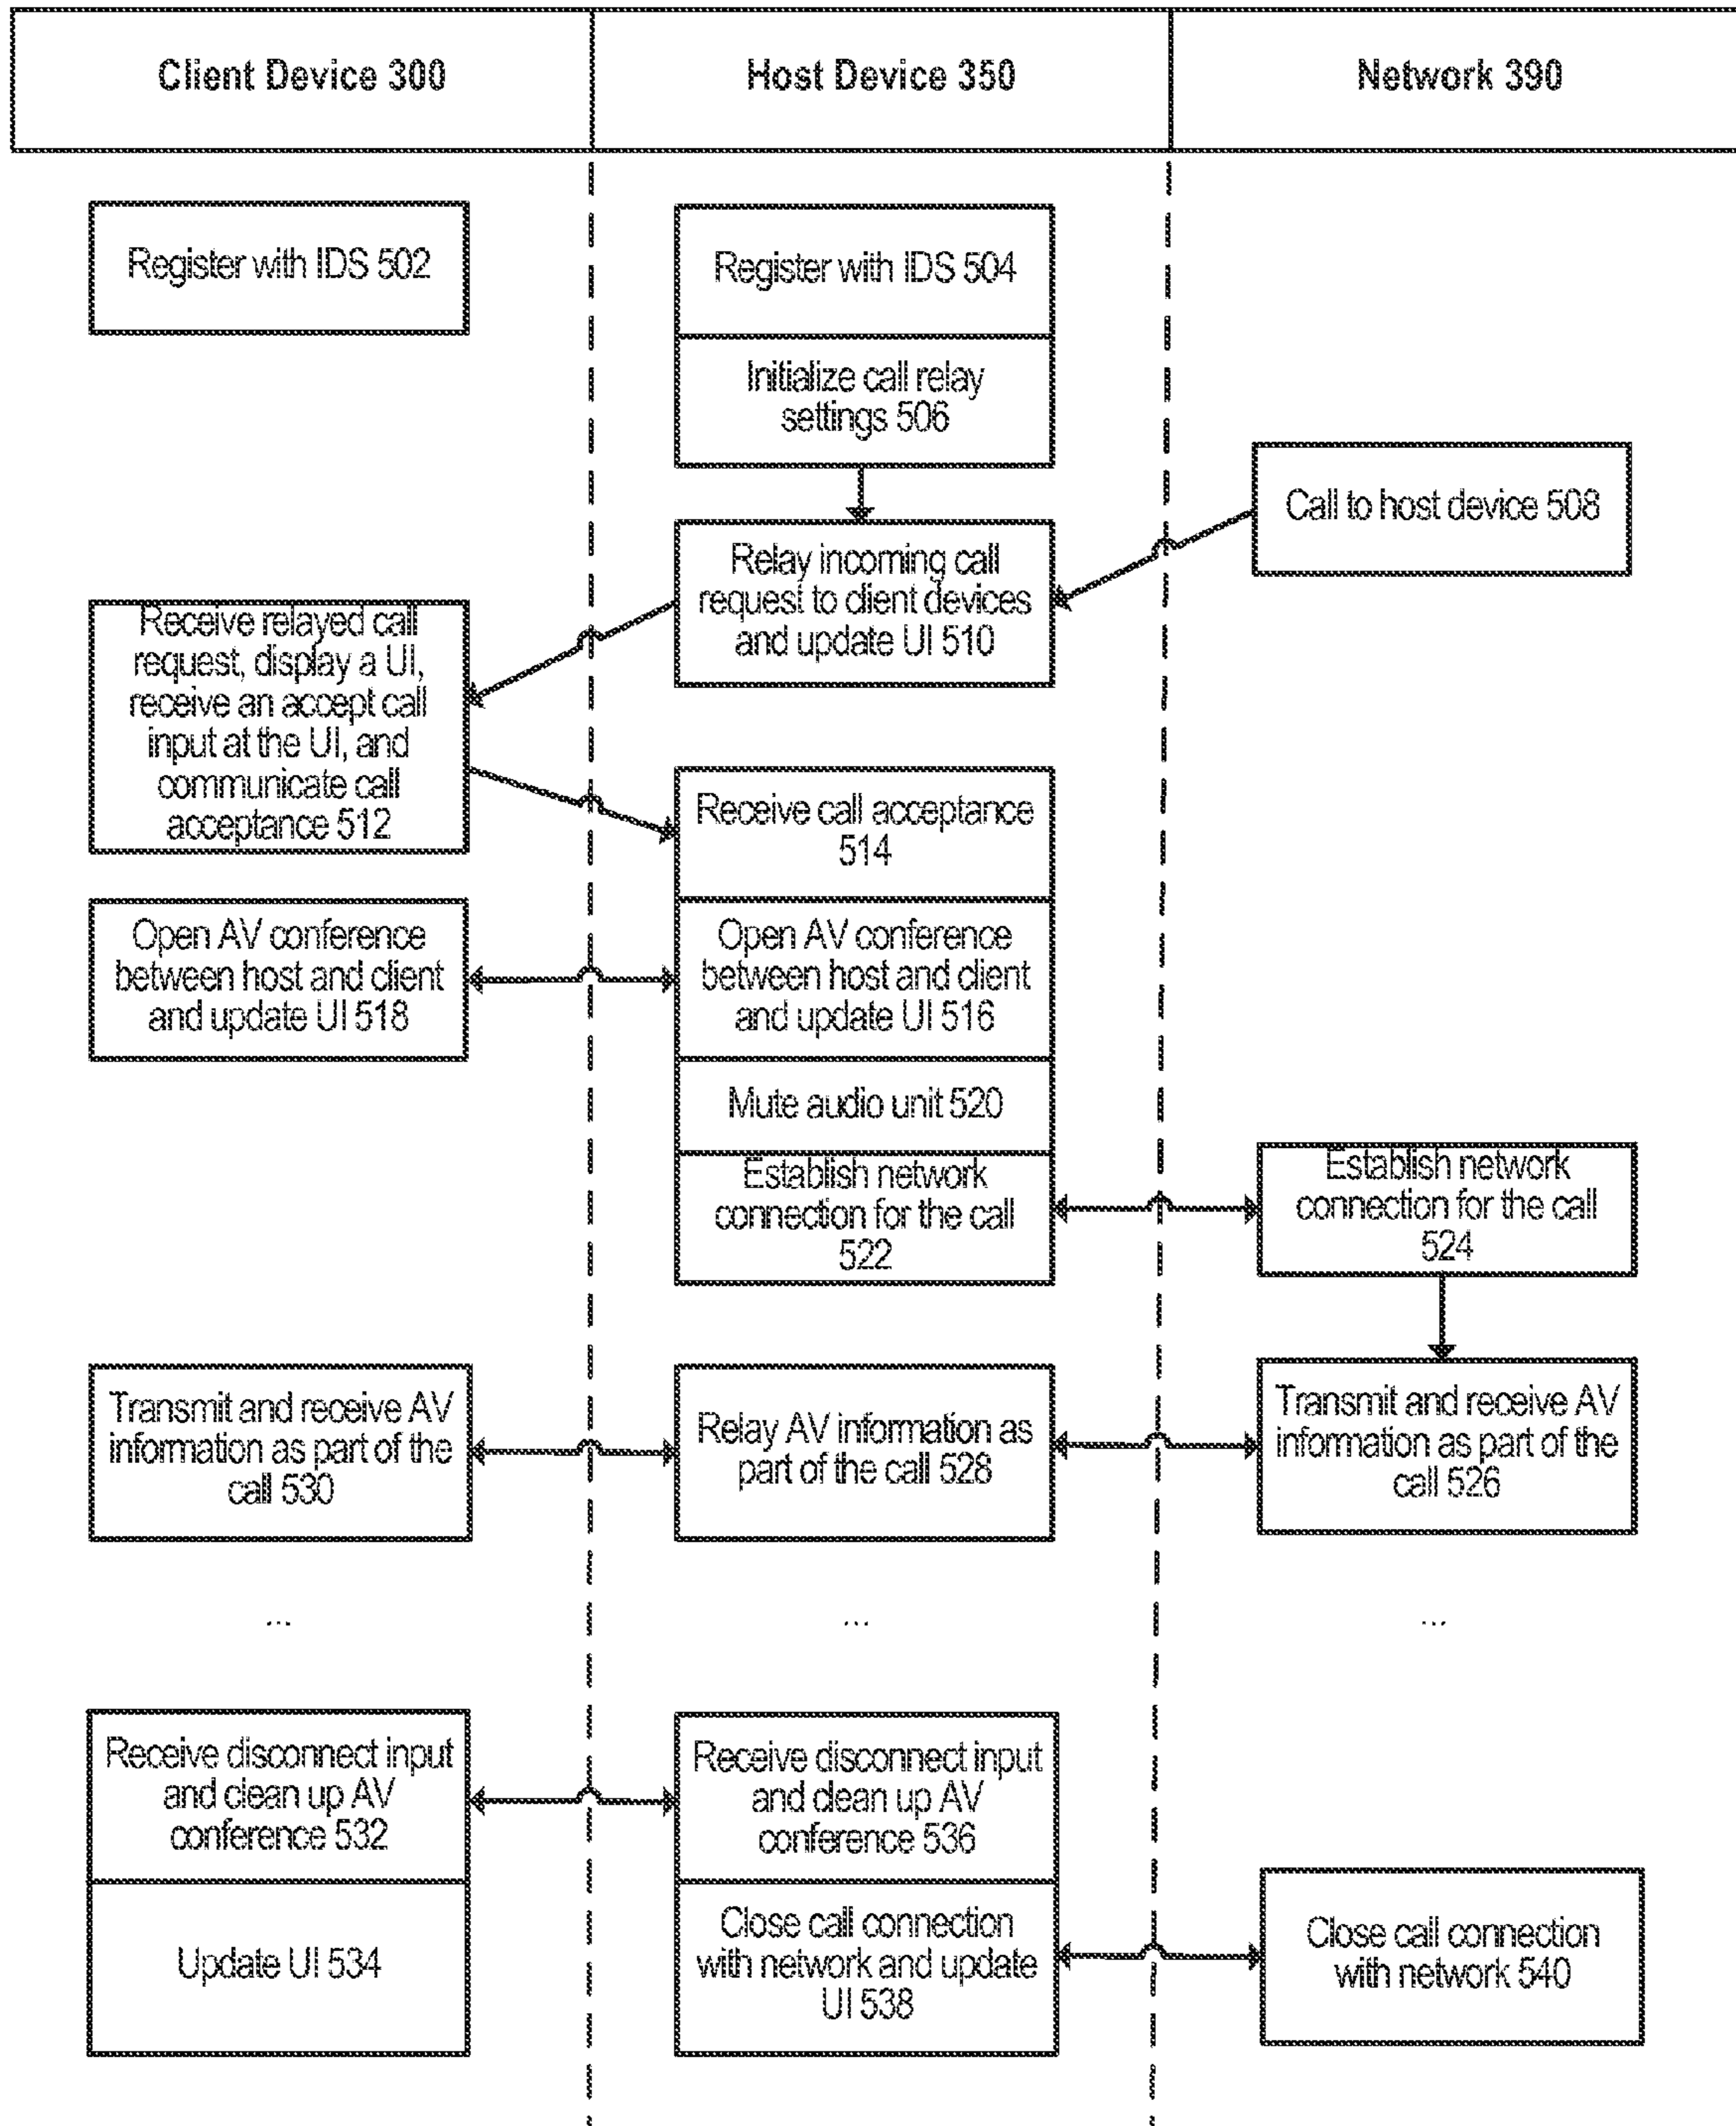 Client Device 300
Host Device 350
Network 390
Register with IDS 502
Register with IDS 504
Initialize call relay
settings 506
Call to host device 508
Relay incoming call
request to client devices
and update UI 510
Receive relayed call
request, display a UI,
receive an accept call
input at the UI, and
communicate call
acceptance 512
Receive call acceptance
514
Open AV conference
between host and client
and update UI 518
Open AV conference
between host and client
and update UI 516
Mute audio unit 520
Establish network
connection for the call
522
Establish network
connection for the call
524
Transmit and receive AV
information as part of the
call 530
Relay AV information as
part of the call 528
Transmit and receive AV
information as part of the
call 526
...
...
...
Receive disconnect input
and clean up AV
conference 532
Receive disconnect input
and clean up AV
conference 536
Update UI 534
Close call connection
with network and update
UI 538
Close call connection
with network 540